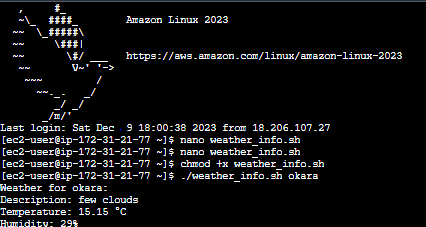 ,     #_
   ~\_  ####_        Amazon Linux 2023
  ~~  \_#####\
  ~~     \###|
  ~~       \#/ ___   https://aws.amazon.com/linux/amazon-linux-2023
   ~~       V~' '->
    ~~~         /
      ~~._.   _/
         _/ _/
       _/m/'
Last login: Sat Dec  9 18:00:38 2023 from 18.206.107.27
[ec2-user@ip-172-31-21-77 ~]$ nano weather_info.sh
[ec2-user@ip-172-31-21-77 ~]$ nano weather_info.sh
[ec2-user@ip-172-31-21-77 ~]$ chmod +x weather_info.sh
[ec2-user@ip-172-31-21-77 ~]$ ./weather_info.sh okara
Weather for okara:
Description: few clouds
Temperature: 15.15 °C
Humidity: 29%